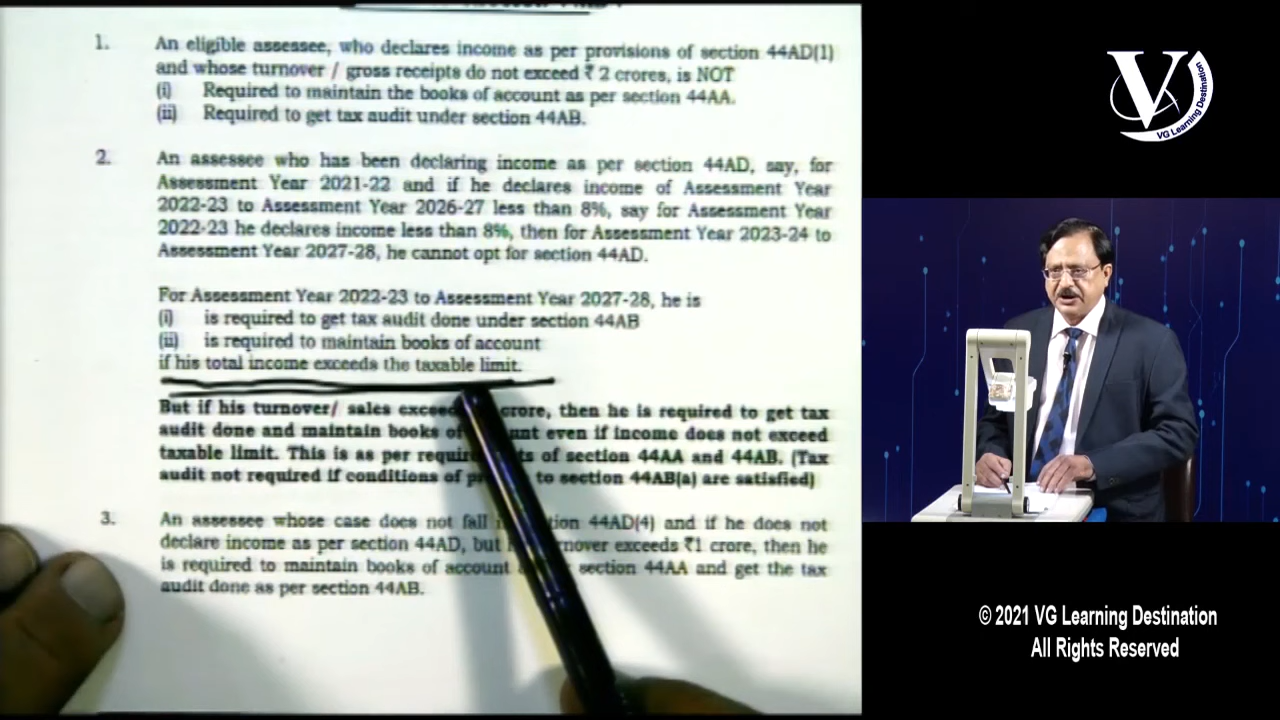 1. An eligible assessee, who declares income as per provisions of section 44AD(1)
and whose turnover / gross receipts do not exceed ₹ 2 crores, is NOT
(i) Required to maintain the books of account as per section 44AA.
(ii) Required to get tax audit under section 44AB.
2. An assessee who has been declaring income as per section 44AD, say, for
Assessment Year 2021-22 and if he declares income of Assessment Year
2022-23 to Assessment Year 2026-27 less than 8%, say for Assessment Year
2022-23 he declares income less than 8%, then for Assessment Year 2023-24 to
Assessment Year 2027-28, he cannot opt for section 44AD.
For Assessment Year 2022-23 to Assessment Year 2027-28, he is
(i) is required to get tax audit done under section 44AB
(ii) is required to maintain books of account
if his total income exceeds the taxable limit.
But if his turnover/ sales crore, then he is required to get tax
audit done and maintain books of even if income does not exceed
taxable limit. This is as per of section 44AA and 44AB. (Tax
audit not required if conditions of to section 44AB(a) are satisfied)
3. An assessee whose case does not fall 44AD(4) and if he does not
declare income as per section 44AD, but exceeds ₹1 crore, then he
is required to maintain books of account section 44AA and get the tax
audit done as per section 44AB.
V
VG Learning Destination
© 2021 VG Learning Destination
All Rights Reserved